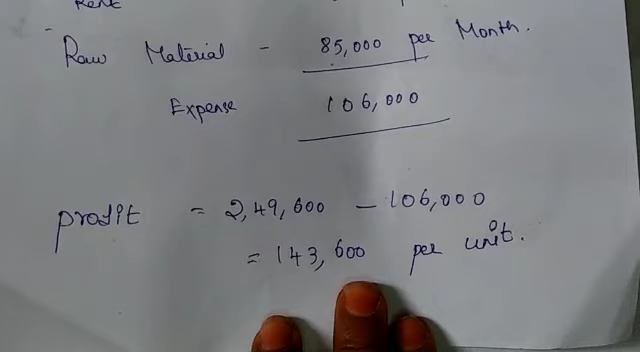 Rent
Raw Material - 85,000 per Month.
Expense 106,000
profit = 2,49,600 - 106,000
= 143,600 per unit.